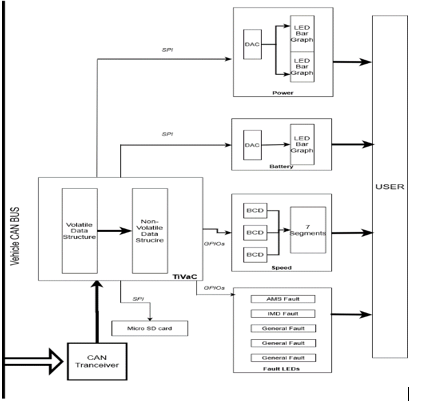 SPI
DAC
LED
Bar
Graph
LED
Bar
Graph
Power
SPI
DAC
LED
Bar
Graph
Battery
USER
Vehicle CAN BUS
Volatile
Data
Structure
Non-
Volatile
Data
Strucire
TiVaC
GPIOs
BCD
BCD
BCD
7
Segments
Speed
GPIOs
AMS Fault
IMD Fault
General Fault
General Fault
General Fault
Fault LEDs
SPI
Micro SD card
CAN
Tranceiver